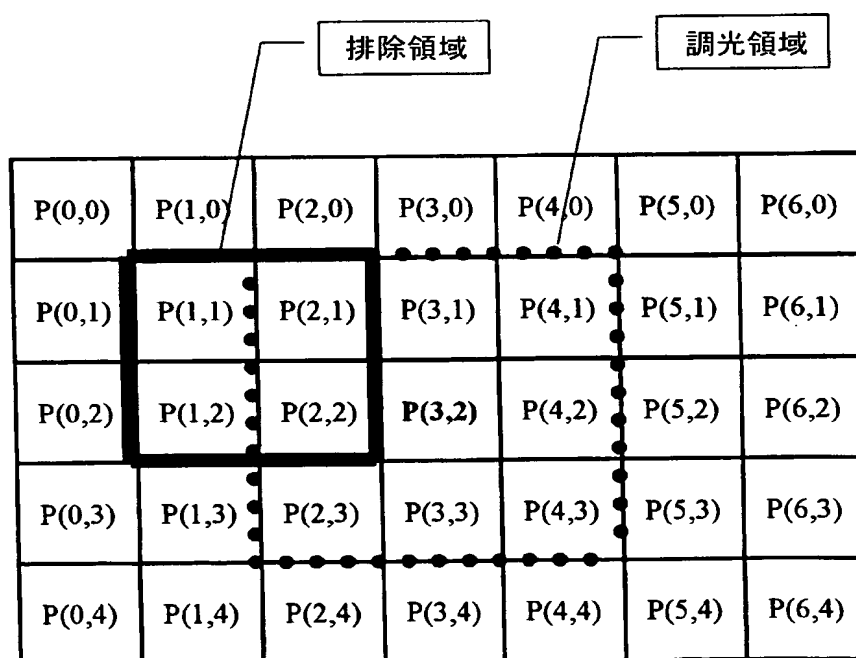 排除領域 調光領域
P(0,0) P(1,0) P(2,0) P(3,0) P(4,0) P(5,0) P(6,0)
P(0,1) P(1,1) P(2,1) P(3,1) P(4,1) P(5,1) P(6,1)
P(0,2) P(1,2) P(2,2) P(3,2) P(4,2) P(5,2) P(6,2)
P(0,3) P(1,3) P(2,3) P(3,3) P(4,3) P(5,3) P(6,3)
P(0,4) P(1,4) P(2,4) P(3,4) P(4,4) P(5,4) P(6,4)